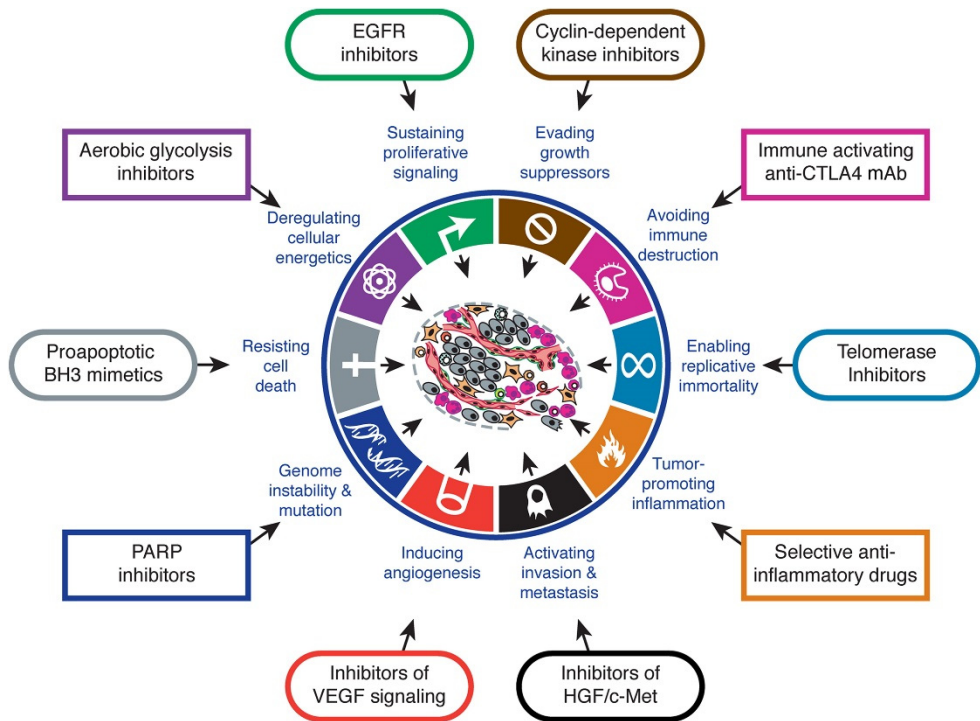 EGFR
inhibitors
Cyclin-dependent
kinase inhibitors
Sustaining
proliferative
signaling
Evading
growth
suppressors
Aerobic glycolysis
inhibitors
Immune activating
anti-CTLA4 mAb
Deregulating
cellular
energetics
Avoiding
immune
destruction
Proapoptotic
BH3 mimetics
Resisting
cell
death
Enabling
replicative
immortality
Telomerase
Inhibitors
Genome
instability &
mutation
Tumor-
promoting
inflammation
PARP
inhibitors
Inducing
angiogenesis
Activating
invasion &
metastasis
Selective anti-
inflammatory drugs
Inhibitors of
VEGF signaling
Inhibitors of
HGF/c-Met